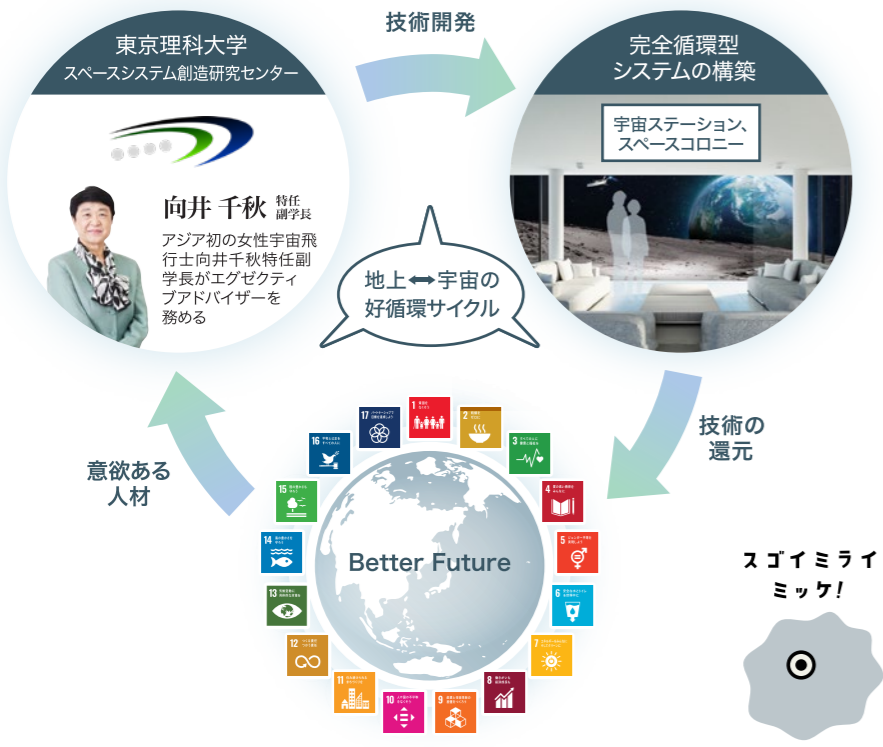 技術開発
東京理科大学
スペースシステム創造研究センター
向井 千秋 特任
副学長
アジア初の女性宇宙飛
行士向井千秋特任副
学長がエグゼクティ
ブアドバイザーを
務める
完全循環型
システムの構築
宇宙ステーション、
スペースコロニー
地上⬌宇宙の
好循環サイクル
技術の
還元
意欲ある
人材
Better Future
1
2
3
4
5
6
7
8
9
10
11
12
13
14
15
16
17
スゴイミライ
ミッケ!